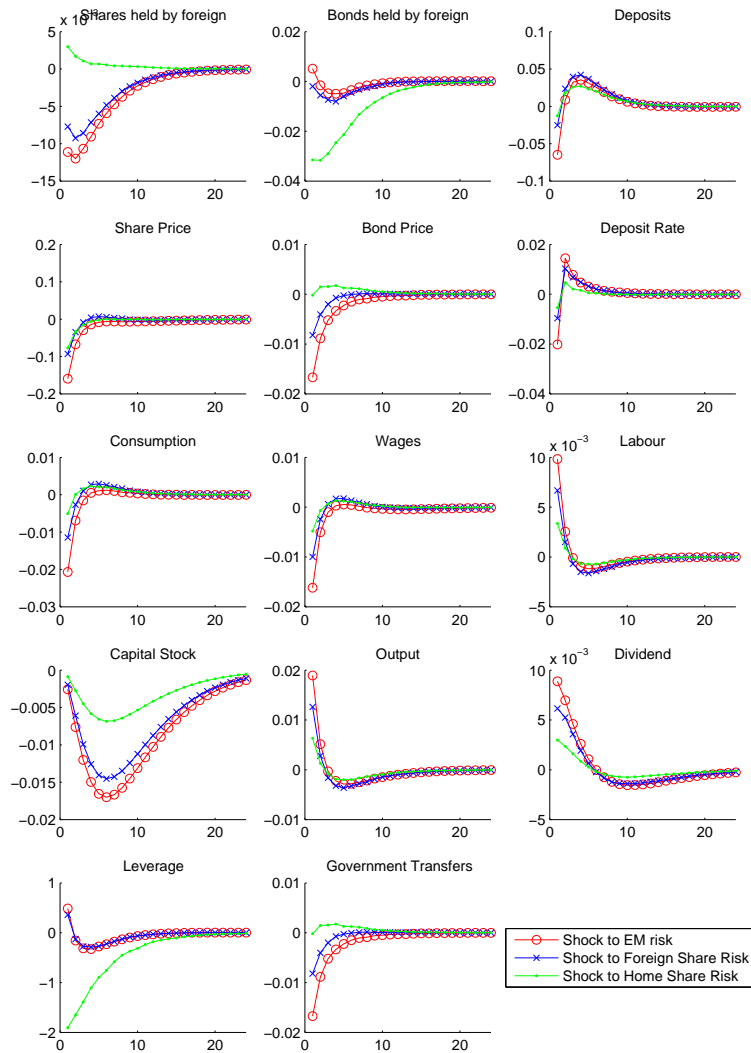 Shares held by foreign
Bonds held by foreign
Deposits
5
0
−5
−10
−15
0 10 20
0.02
0
−0.02
−0.04
0 10 20
0.1
0.05
0
−0.05
−0.1
0 10 20
Share Price
Bond Price
Deposit Rate
0.2
0.1
0
−0.1
−0.2
0 10 20
0.01
0
−0.01
−0.02
0 10 20
0.02
0
−0.02
−0.04
0 10 20
Consumption
Wages
Labour
0.01
0
−0.01
−0.02
−0.03
0 10 20
0.01
0
−0.01
−0.02
0 10 20
x 10 −3
10
5
0
−5
0 10 20
Capital Stock
Output
Dividend
0
−0.005
−0.01
−0.015
−0.02
0 10 20
0.02
0.01
0
−0.01
0 10 20
x 10 −3
10
5
0
−5
0 10 20
Leverage
Government Transfers
1
0
−1
−2
0 10 20
0.01
0
−0.01
−0.02
0 10 20
Shock to EM risk
Shock to Foreign Share Risk
Shock to Home Share Risk